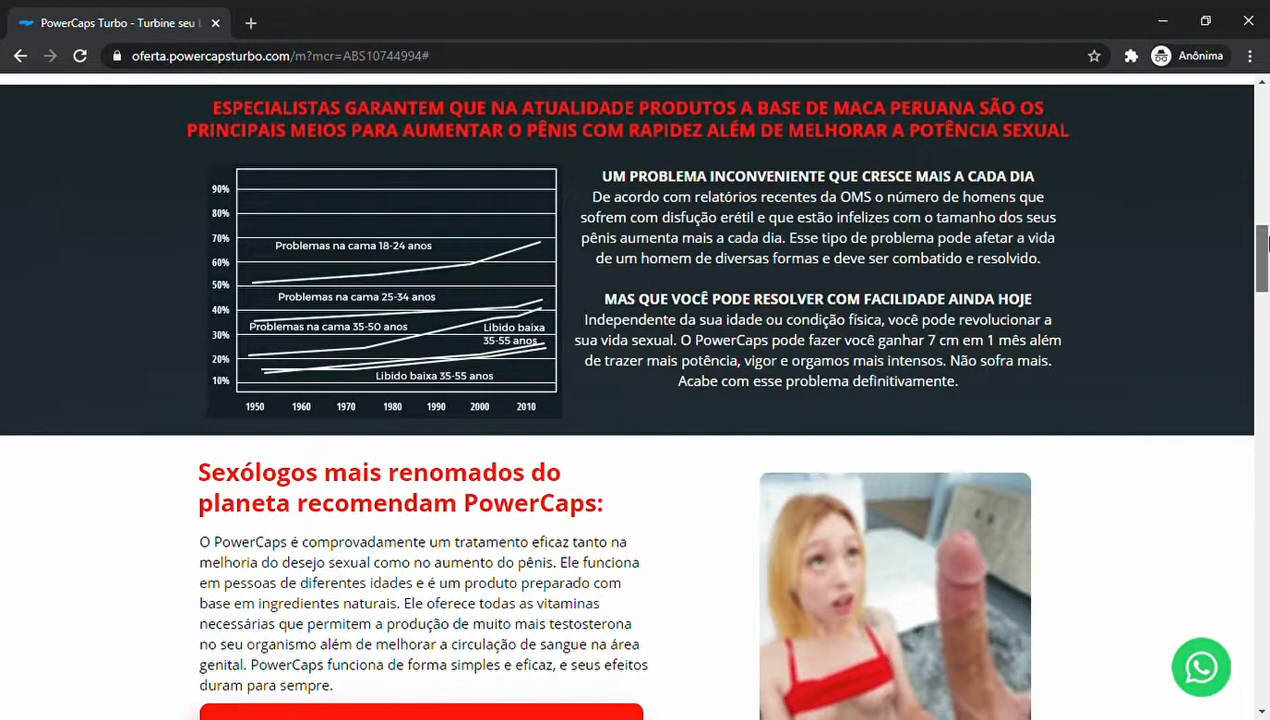 PowerCaps Turbo - Turbine seu
oferta.powercapsturbo.com/m?mcr=ABS10744994#
Anônima
ESPECIALISTAS GARANTEM QUE NA ATUALIDADE PRODUTOS A BASE DE MACA PERUANA SÃO OS
PRINCIPAIS MEIOS PARA AUMENTAR O PÊNIS COM RAPIDEZ ALÉM DE MELHORAR A POTÊNCIA SEXUAL
90%
80%
70%
60%
50%
40%
30%
20%
10%
Problemas na cama 18-24 anos
Problemas na cama 25-34 anos
Problemas na cama 35-50 anos
Libido baixa
35-55 anos
Libido baixa 35-55 anos
1950 1960 1970 1980 1990 2000 2010
UM PROBLEMA INCONVENIENTE QUE CRESCE MAIS A CADA DIA
De acordo com relatórios recentes da OMS o número de homens que
sofrem com disfução erétil e que estão infelizes com o tamanho dos seus
pênis aumenta mais a cada dia. Esse tipo de problema pode afetar a vida
de um homem de diversas formas e deve ser combatido e resolvido.
MAS QUE VOCÊ PODE RESOLVER COM FACILIDADE AINDA HOJE
Independente da sua idade ou condição física, você pode revolucionar a
sua vida sexual. O PowerCaps pode fazer você ganhar 7 cm em 1 mês além
de trazer mais potência, vigor e orgamos mais intensos. Não sofra mais.
Acabe com esse problema definitivamente.
Sexólogos mais renomados do
planeta recomendam PowerCaps:
O PowerCaps é comprovadamente um tratamento eficaz tanto na
melhoria do desejo sexual como no aumento do pênis. Ele funciona
em pessoas de diferentes idades e é um produto preparado com
base em ingredientes naturais. Ele oferece todas as vitaminas
necessárias que permitem a produção de muito mais testosterona
no seu organismo além de melhorar a circulação de sangue na área
genital. PowerCaps funciona de forma simples e eficaz, e seus efeitos
duram para sempre.